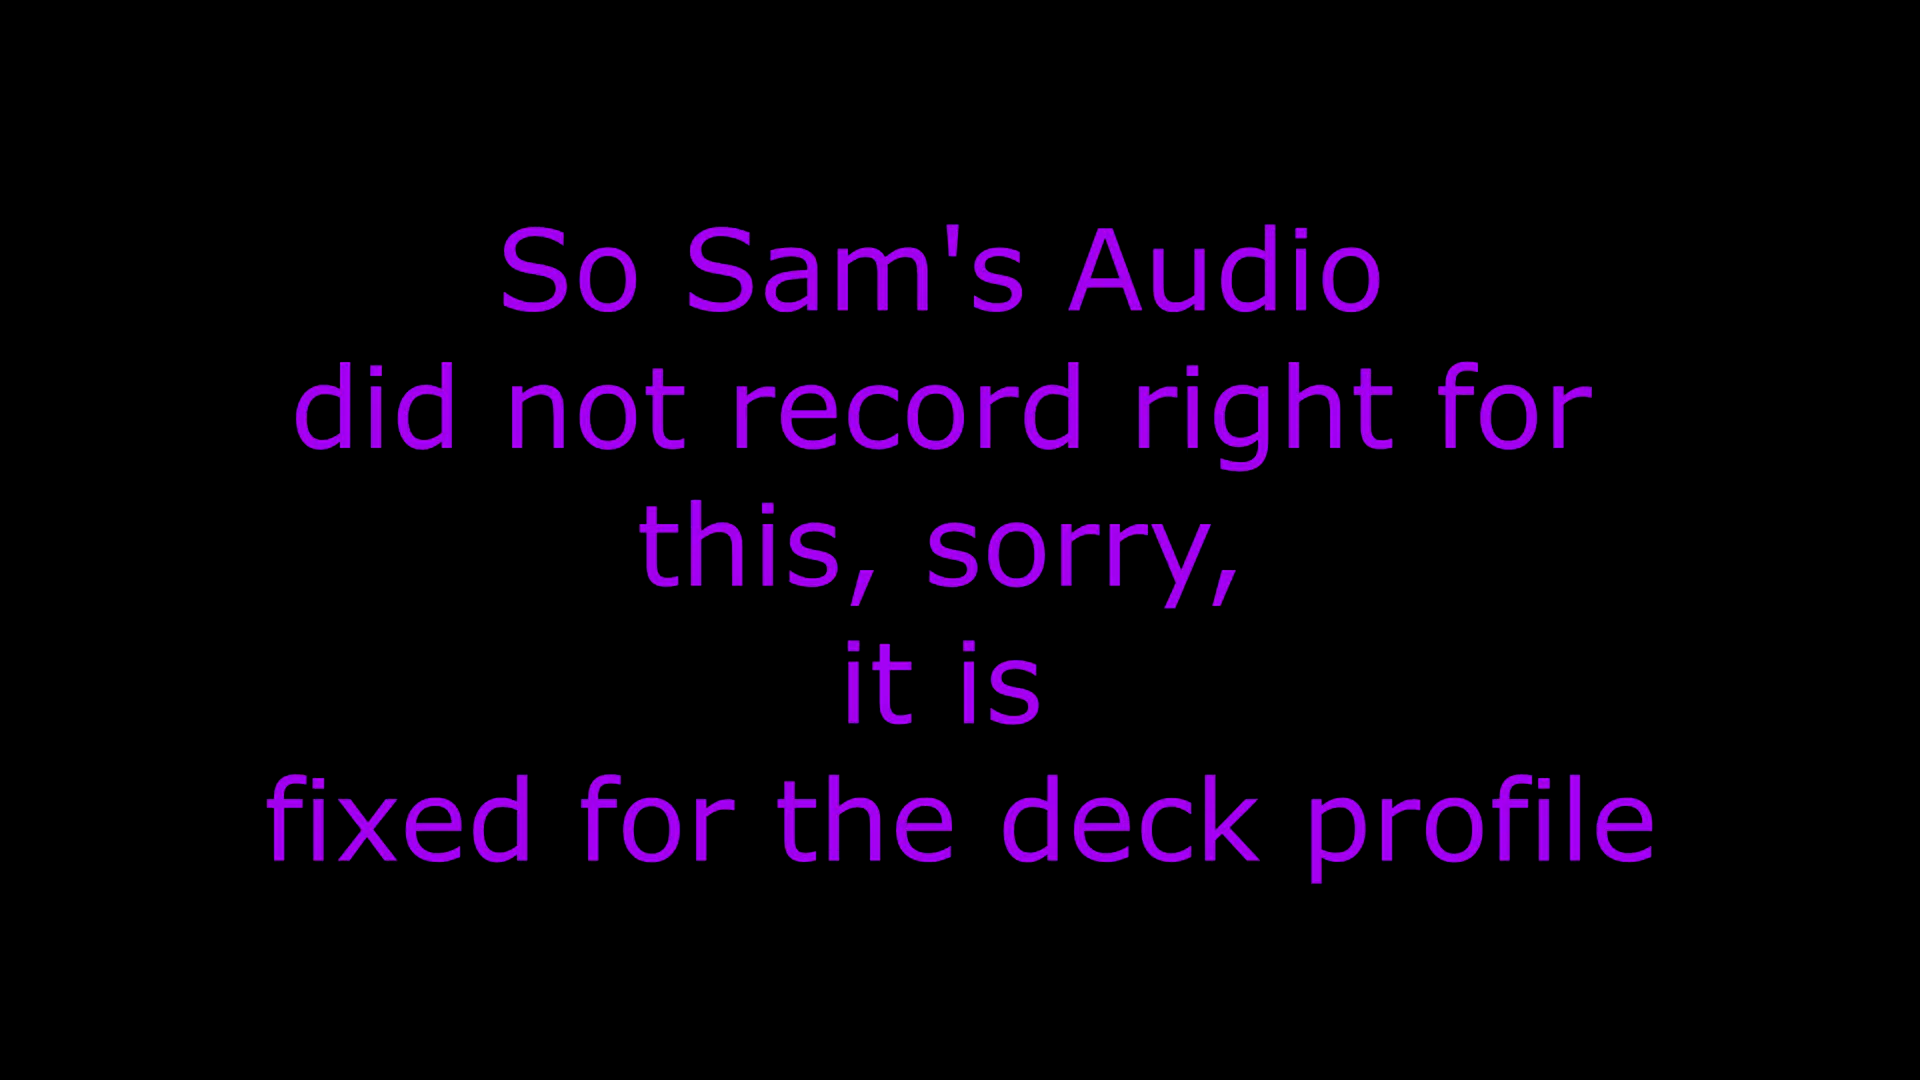 So Sam's Audio
did not record right for
this, sorry,
it is
fixed for the deck profile